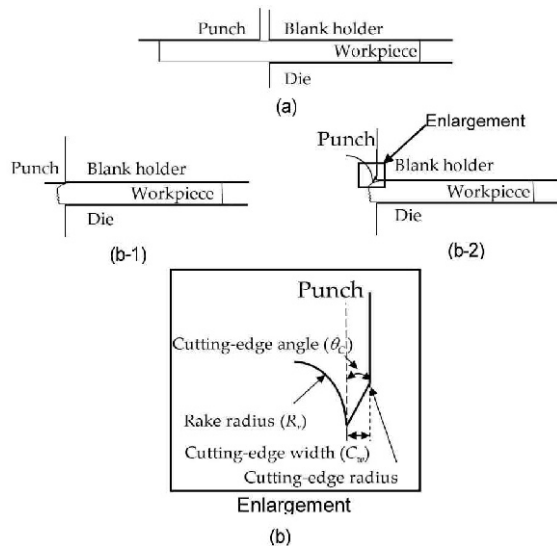 Punch Blank holder
Workpiece
Die
(a)
Enlargement
Punch
Punch Blank holder
Workpiece
Die
(b-1)
Blank holder
Workpiece
Die
(b-2)
Punch
Cutting-edge angle (θc)
Rake radius (Rr)
Cutting-edge width (Cw)
Cutting-edge radius
Enlargement
(b)